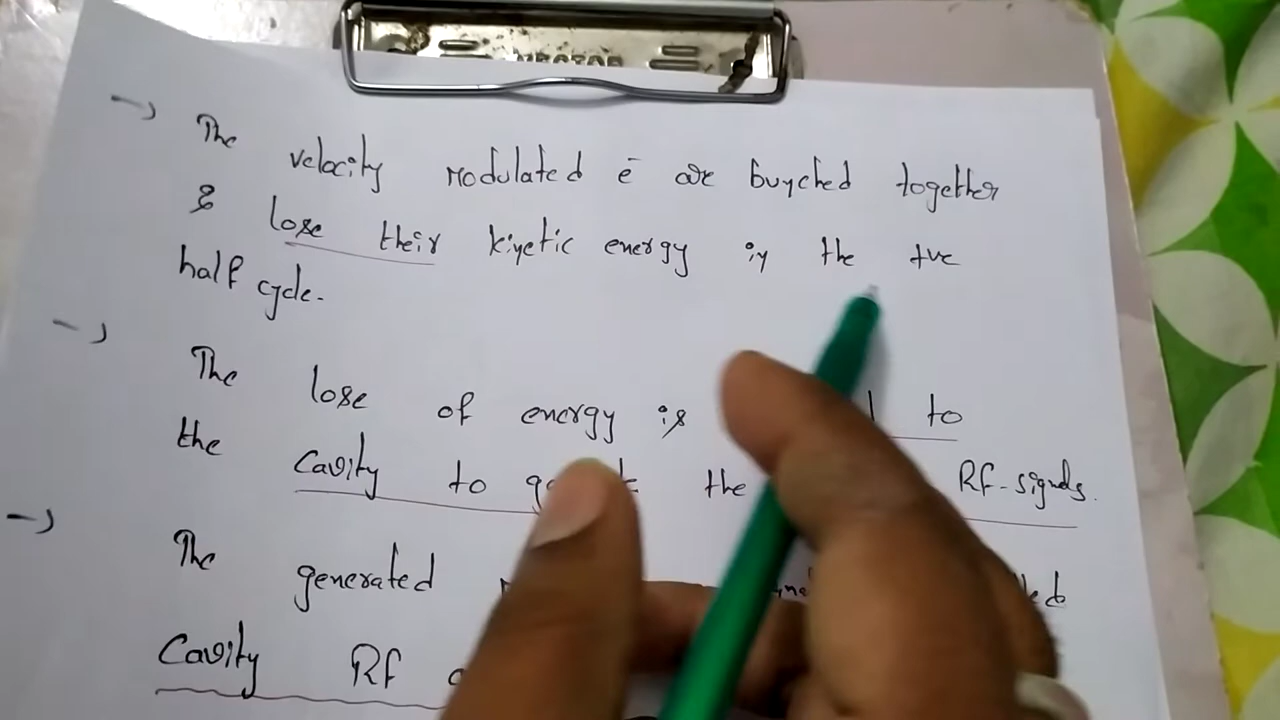 VECTOR
→ The velocity Modulated ē are bunched together
& lose their kinetic energy in the +ve
half cycle.
→ The lose of energy is to
the Cavity to the RF-signals.
→ The generated
Cavity RF